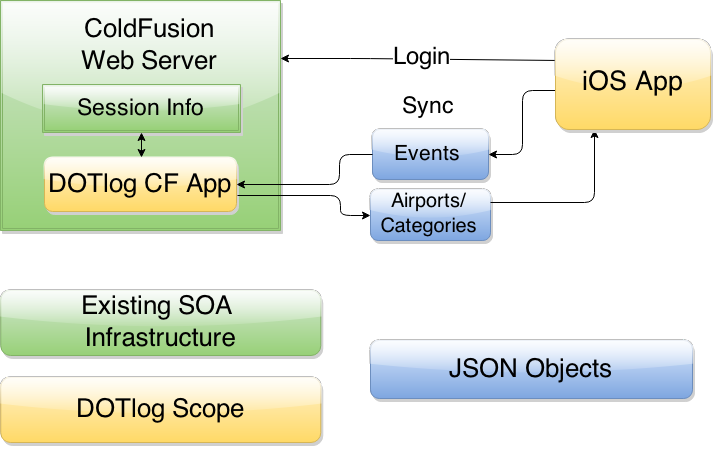 ColdFusion
Web Server
Session Info
DOTlog CF App
Login
Sync
Events
Airports/
Categories
iOS App
Existing SOA
Infrastructure
DOTlog Scope
JSON Objects